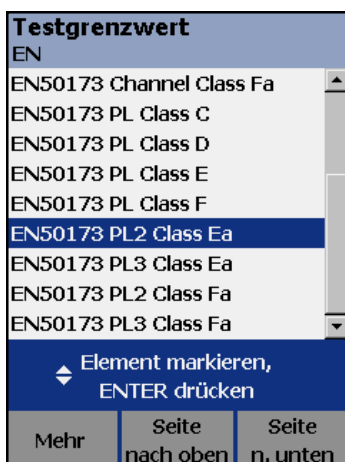 Testgrenzwert
EN
EN50173 Channel Class Fa
EN50173 PL Class C
EN50173 PL Class D
EN50173 PL Class E
EN50173 PL Class F
EN50173 PL2 Class Ea
EN50173 PL3 Class Ea
EN50173 PL2 Class Fa
EN50173 PL3 Class Fa
Element markieren,
ENTER drücken
Mehr
Seite
nach oben
Seite
n. unten